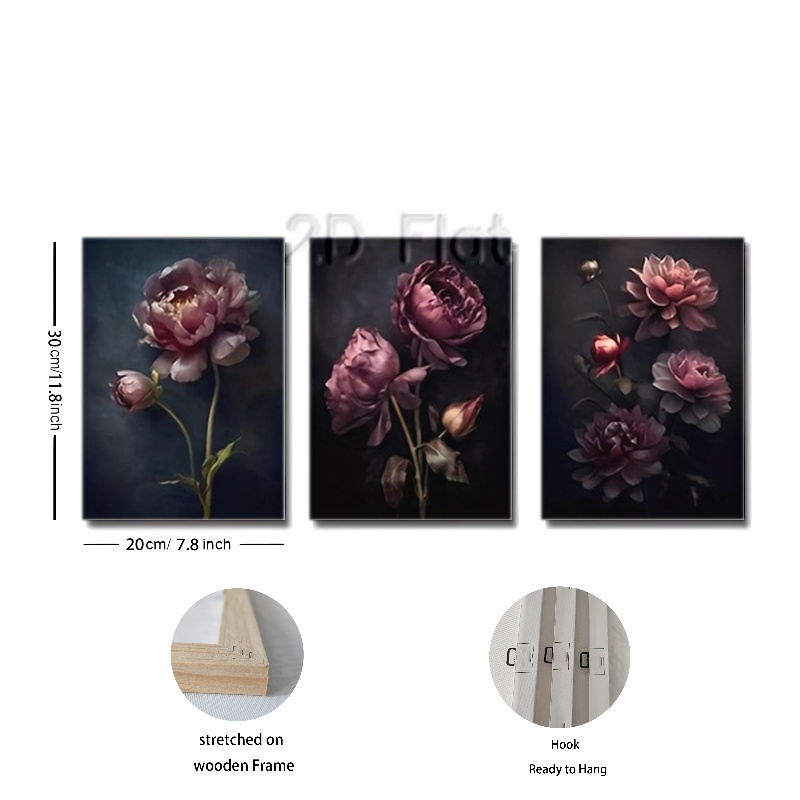 2D Flat
30cm/11.8inch
20cm/ 7.8 inch
stretched on
wooden Frame
Hook
Ready to Hang